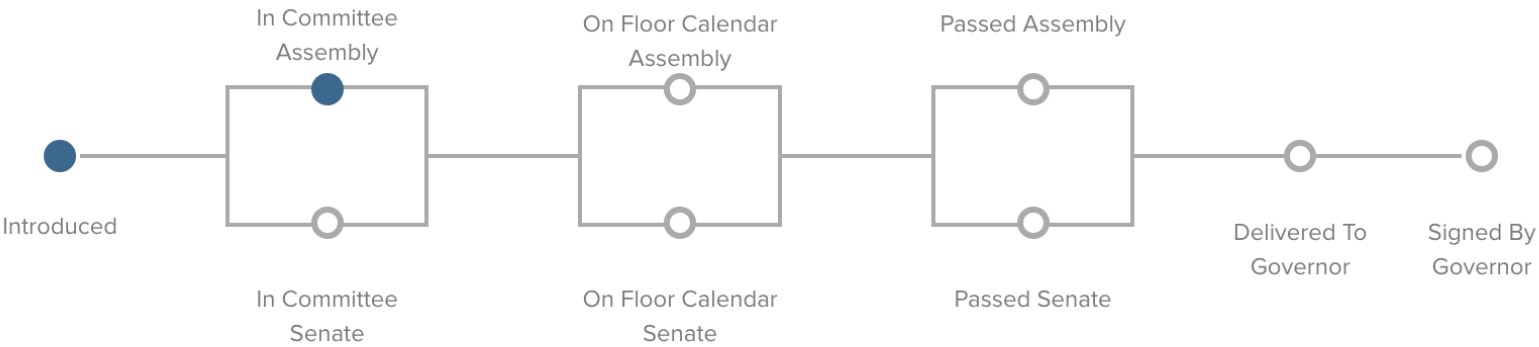 In Committee
Assembly
On Floor Calendar
Assembly
Passed Assembly
Introduced
In Committee
Senate
On Floor Calendar
Senate
Passed Senate
Delivered To
Governor
Signed By
Governor